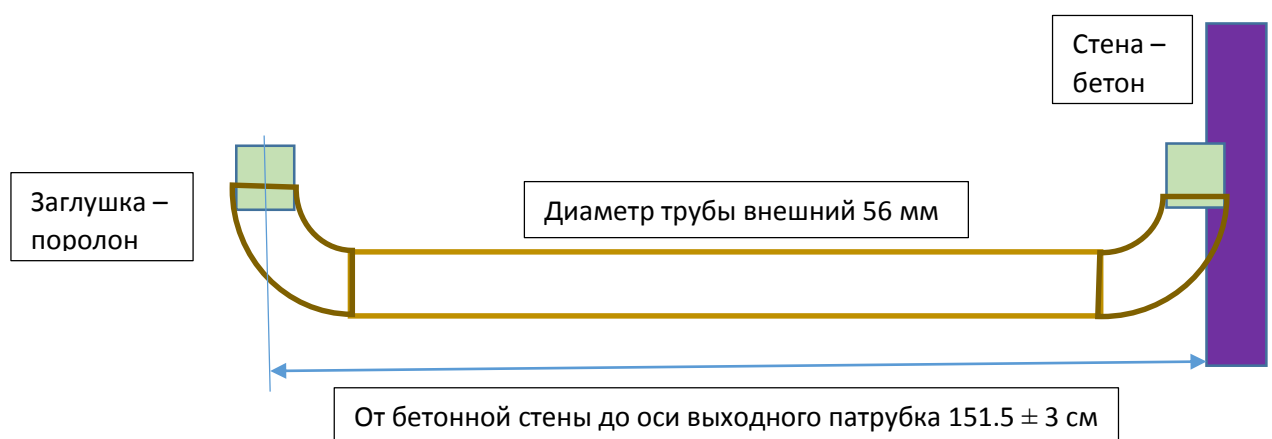 Стена –
бетон
Заглушка –
поролон
Диаметр трубы внешний 56 мм
От бетонной стены до оси выходного патрубка 151.5 ± 3 см